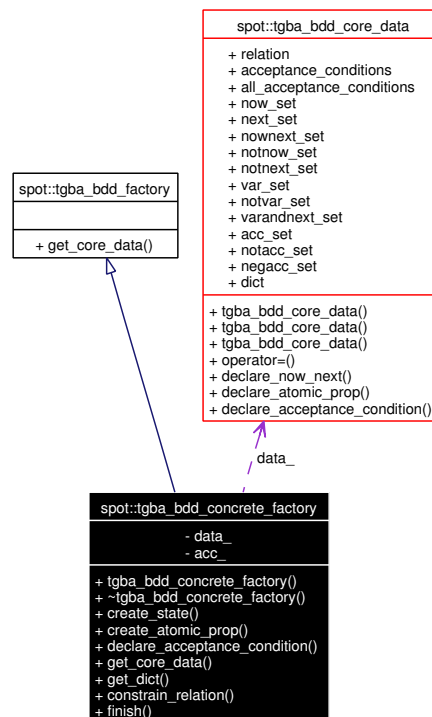 spot::tgba_bdd_core_data
+ relation
+ acceptance_conditions
+ all_acceptance_conditions
+ now_set
+ next_set
+ nownext_set
+ notnow_set
+ notnext_set
+ var_set
+ notvar_set
+ varandnext_set
+ acc_set
+ notacc_set
+ negacc_set
+ dict
+ tgba_bdd_core_data()
+ tgba_bdd_core_data()
+ tgba_bdd_core_data()
+ operator=()
+ declare_now_next()
+ declare_atomic_prop()
+ declare_acceptance_condition()
spot::tgba_bdd_factory
+ get_core_data()
data_
spot::tgba_bdd_concrete_factory
- data_
- acc_
+ tgba_bdd_concrete_factory()
+ ~tgba_bdd_concrete_factory()
+ create_state()
+ create_atomic_prop()
+ declare_acceptance_condition()
+ get_core_data()
+ get_dict()
+ constrain_relation()
+ finish()